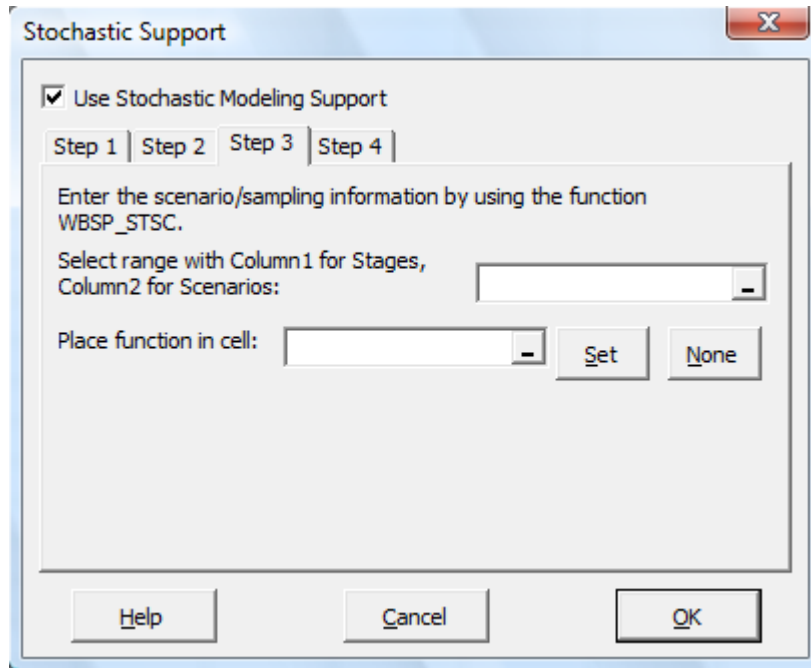 Stochastic Support
Use Stochastic Modeling Support
Step 1 Step 2 Step 3 Step 4
Enter the scenario/sampling information by using the function
WBSP_STSC.
Select range with Column1 for Stages,
Column2 for Scenarios:
Place function in cell:
Set None
Help Cancel OK